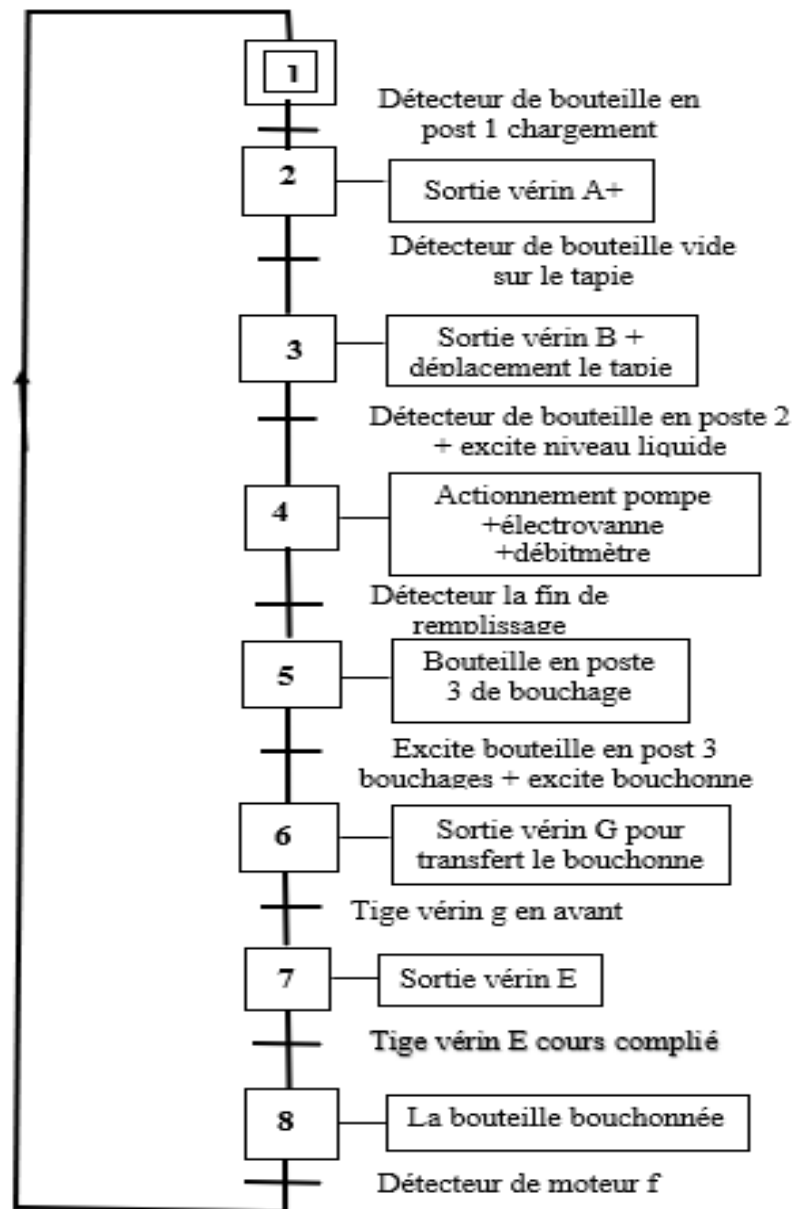 1
Détecteur de bouteille en
post 1 chargement
2
Sortie vérin A+
Détecteur de bouteille vide
sur le tapie
3
Sortie vérin B +
déplacement le tapie
Détecteur de bouteille en poste 2
+ excite niveau liquide
4
Actionnement pompe
+électrovanne
+débitmètre
Détecteur la fin de
remplissage
5
Bouteille en poste
3 de bouchage
Excite bouteille en post 3
bouchages + excite bouchonne
6
Sortie vérin G pour
transfert le bouchonne
Tige vérin g en avant
7
Sortie vérin E
Tige vérin E cours complié
8
La bouteille bouchonnée
Détecteur de moteur f